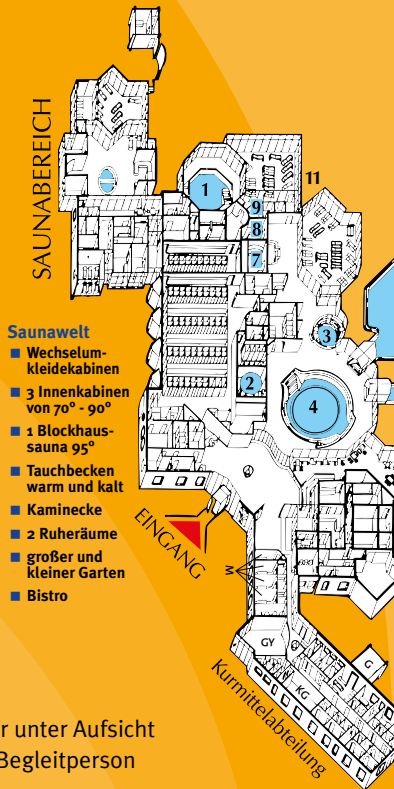 SAUNABEREICH
1
11
9
8
7
3
2
4
Saunawelt
Wechselum-
kleidekabinen
3 Innenkabinen
von 70° - 90°
1 Blockhaus-
sauna 95°
Tauchbecken
warm und kalt
Kaminecke
2 Ruheräume
großer und
kleiner Garten
Bistro
EINGANG
M
GY
G
KG
Kurmittelabteilung
r unter Aufsicht
Begleitperson